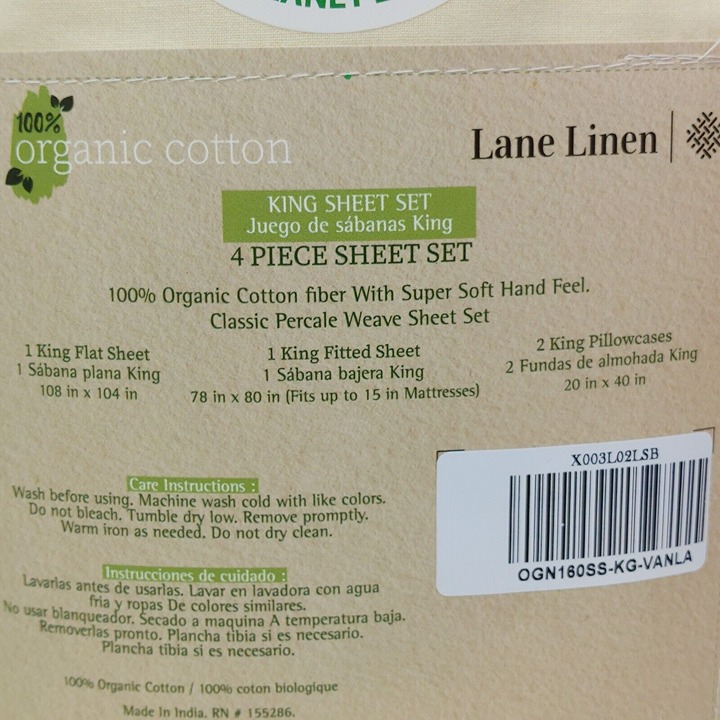 100%
organic cotton
Lane Linen
KING SHEET SET
Juego de sábanas King
4 PIECE SHEET SET
100% Organic Cotton fiber With Super Soft Hand Feel.
Classic Percale Weave Sheet Set
1 King Flat Sheet
1 Sábana plana King
108 in x 104 in
1 King Fitted Sheet
1 Sábana bajera King
78 in x 80 in (Fits up to 15 in Mattresses)
2 King Pillowcases
2 Fundas de almohada King
20 in x 40 in
X003L02LSB
OGN160SS-KG-VANLA
Care Instructions :
Wash before using. Machine wash cold with like colors.
Do not bleach. Tumble dry low. Remove promptly.
Warm iron as needed. Do not dry clean.
Instrucciones de cuidado :
Lavarlas antes de usarlas. Lavar en lavadora con agua
fria y ropas De colores similares.
No usar blanqueador. Secado a maquina A temperatura baja.
Removerlas pronto. Plancha tibia si es necesario.
Plancha tibia si es necesario.
100% Organic Cotton / 100% coton biologique
Made In India. RN # 155286.